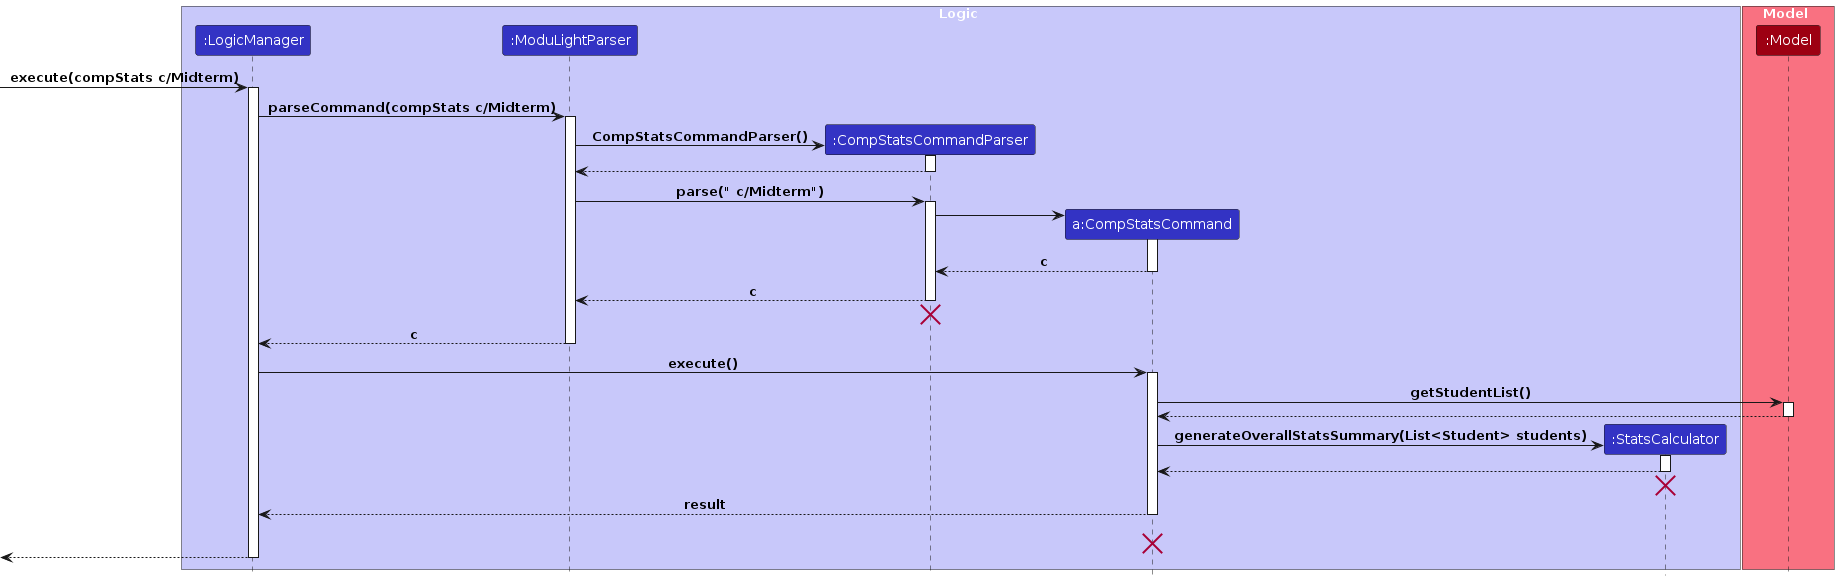 Logic
Model
:LogicManager
:ModuLightParser
:Model
execute(compStats c/Midterm)
parseCommand(compStats c/Midterm)
CompStatsCommandParser()
:CompStatsCommandParser
parse(" c/Midterm")
a:CompStatsCommand
c
c
c
execute()
getStudentList()
generateOverallStatsSummary(List<Student> students)
:StatsCalculator
result